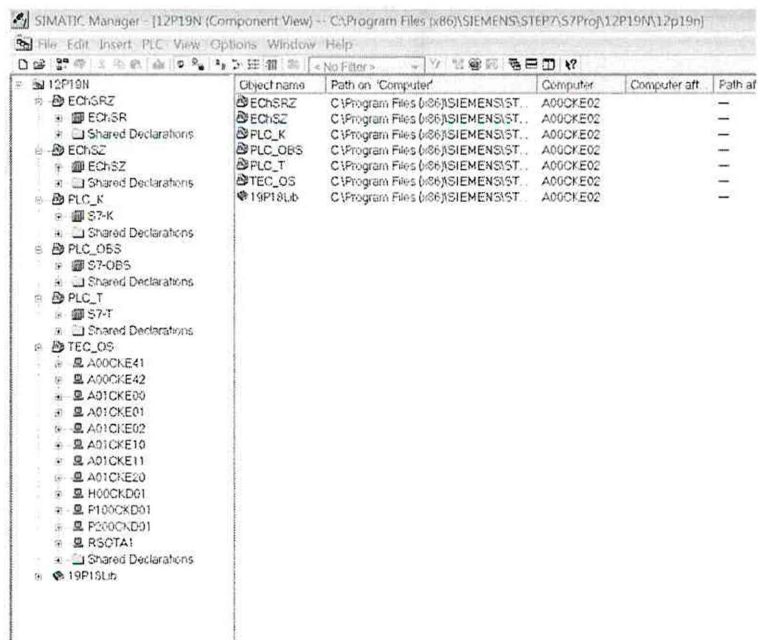 SIMATIC Manager - [12P19N (Component View) -- C:\Program Files (x86)\SIEMENS\STEP7\S7Proj\12P19N\12p19n]
File Edit Insert PLC View Options Window Help
< No Filter >
12P19N
EChSRZ
EChSR
Shared Declarations
EChSZ
EChSZ
Shared Declarations
PLC_K
S7-K
Shared Declarations
PLC_OBS
S7-OBS
Shared Declarations
PLC_T
S7-T
Shared Declarations
TEC_OS
A00CKE41
A00CKE42
A01CKE00
A01CKE01
A01CKE02
A01CKE10
A01CKE11
A01CKE20
H00CKD01
P100CKD01
P200CKD01
RSOTA1
Shared Declarations
19P18Lib
Object name Path on 'Computer' Computer Computer aft... Path af
EChSRZ C:\Program Files (x86)\SIEMENS\ST... A00CKE02 —
EChSZ C:\Program Files (x86)\SIEMENS\ST... A00CKE02 —
PLC_K C:\Program Files (x86)\SIEMENS\ST... A00CKE02 —
PLC_OBS C:\Program Files (x86)\SIEMENS\ST... A00CKE02 —
PLC_T C:\Program Files (x86)\SIEMENS\ST... A00CKE02 —
TEC_OS C:\Program Files (x86)\SIEMENS\ST... A00CKE02 —
19P18Lib C:\Program Files (x86)\SIEMENS\ST... A00CKE02 —